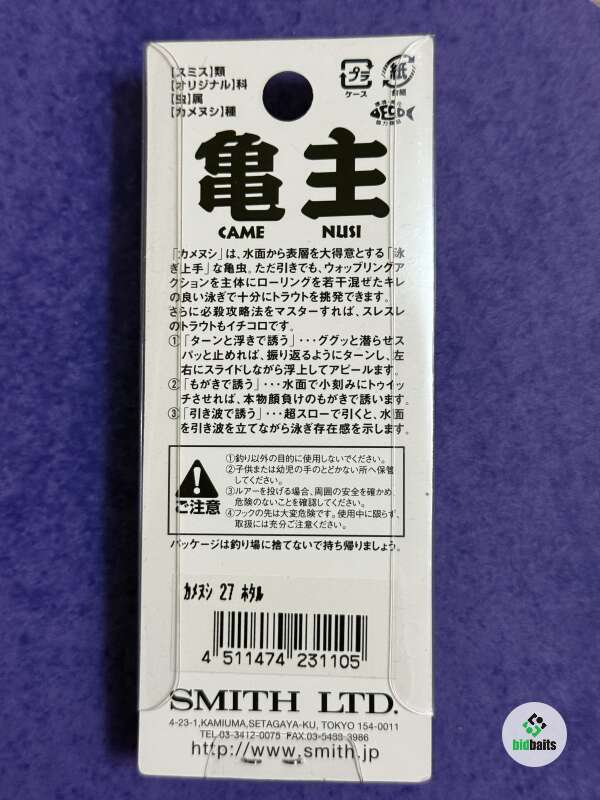 【スミス】類
【オリジナル】科
【虫】属
【カメヌシ】種
プラ
ケース
紙
台紙
亀主
CAME NUSI
「カメヌシ」は、水面から表層を大得意とする「泳
ぎ上手」な亀虫。ただ引きでも、ウォッブリングア
クションを主体にローリングを若干混ぜたキレ
の良い泳ぎで十分にトラウトを挑発できます。
さらに必殺攻略法をマスターすれば、スレスレ
のトラウトもイチコロです。
①「ターンと浮きで誘う」・・・ググッと潜らせス
パッと止めれば、振り返るようにターンし、左
右にスライドしながら浮上してアピールます。
②「もがきで誘う」・・・水面で小刻みにトゥイッ
チさせれば、本物顔負けのもがきで誘います。
③「引き波で誘う」・・・超スローで引くと、水面
を引き波を立てながら泳ぎ存在感を示します。
ご注意
①釣り以外の目的に使用しないでください。
②子供または幼児の手のとどかない所へ保管
してください。
③ルアーを投げる場合、周囲の安全を確かめ
危険のないことを確認してください。
④フックの先は大変危険です。使用中に限らず、
取扱には充分ご注意ください。
パッケージは釣り場に捨てないで持ち帰りましょう。
カメヌシ 27 ホタル
4 511474 231105
SMITH LTD.
4-23-1,KAMIUMA,SETAGAYA-KU, TOKYO 154-0011
TEL.03-3412-0075 FAX.03-5488-3986
http://www.smith.jp
bidbaits